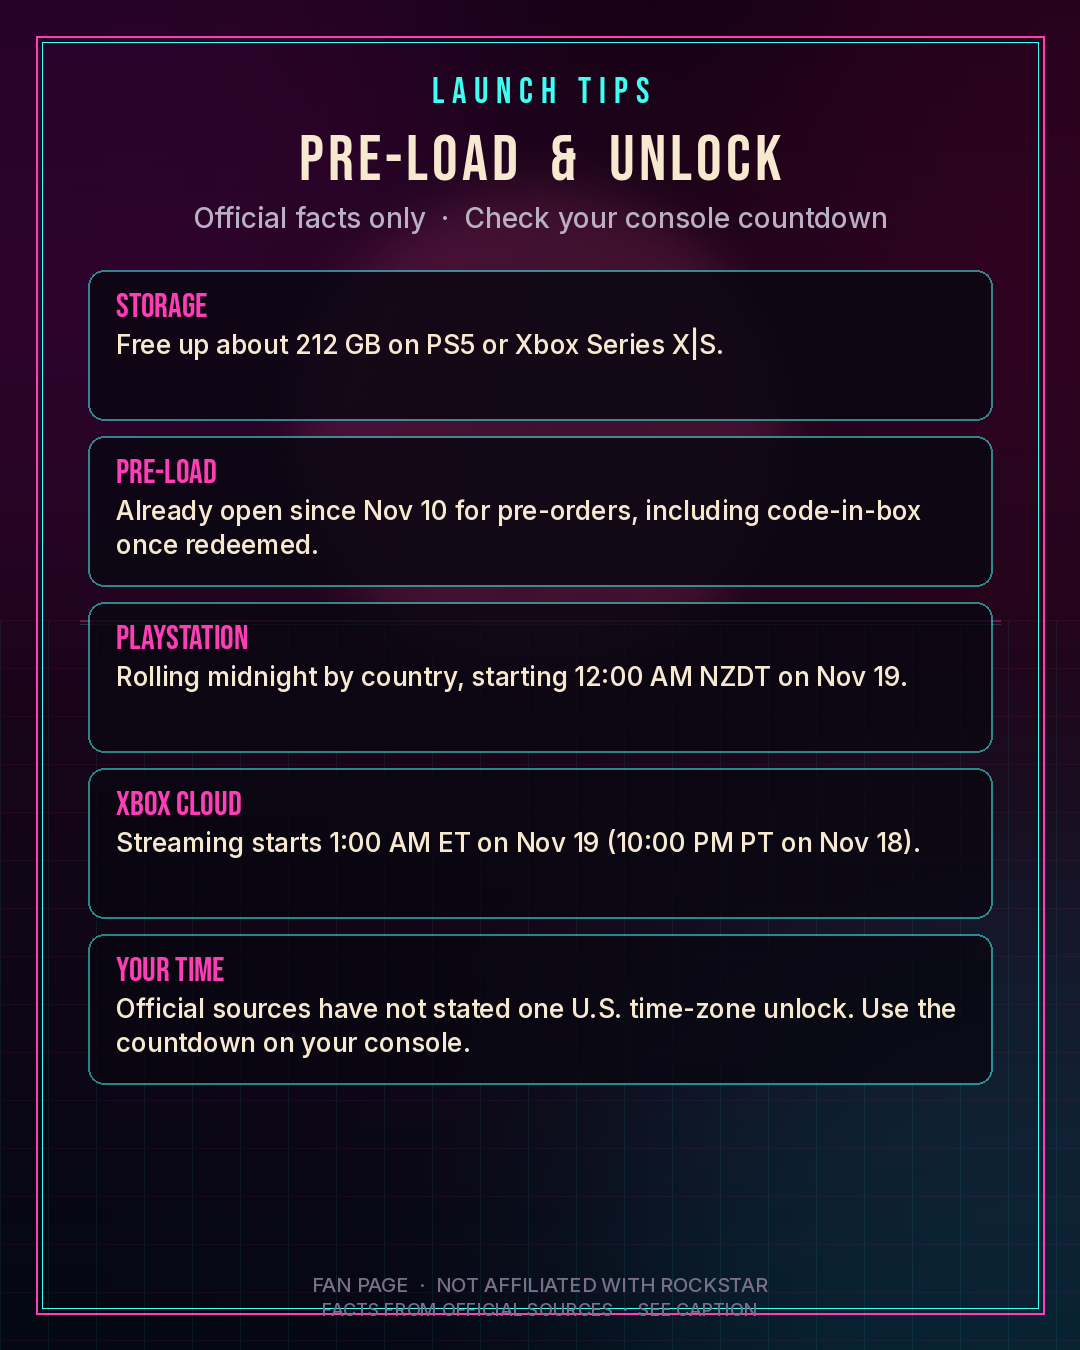 LAUNCH TIPS
PRE-LOAD & UNLOCK
Official facts only · Check your console countdown
STORAGE
Free up about 212 GB on PS5 or Xbox Series X|S.
PRE-LOAD
Already open since Nov 10 for pre-orders, including code-in-box
once redeemed.
PLAYSTATION
Rolling midnight by country, starting 12:00 AM NZDT on Nov 19.
XBOX CLOUD
Streaming starts 1:00 AM ET on Nov 19 (10:00 PM PT on Nov 18).
YOUR TIME
Official sources have not stated one U.S. time-zone unlock. Use the
countdown on your console.
FAN PAGE · NOT AFFILIATED WITH ROCKSTAR
FACTS FROM OFFICIAL SOURCES · SEE CAPTION